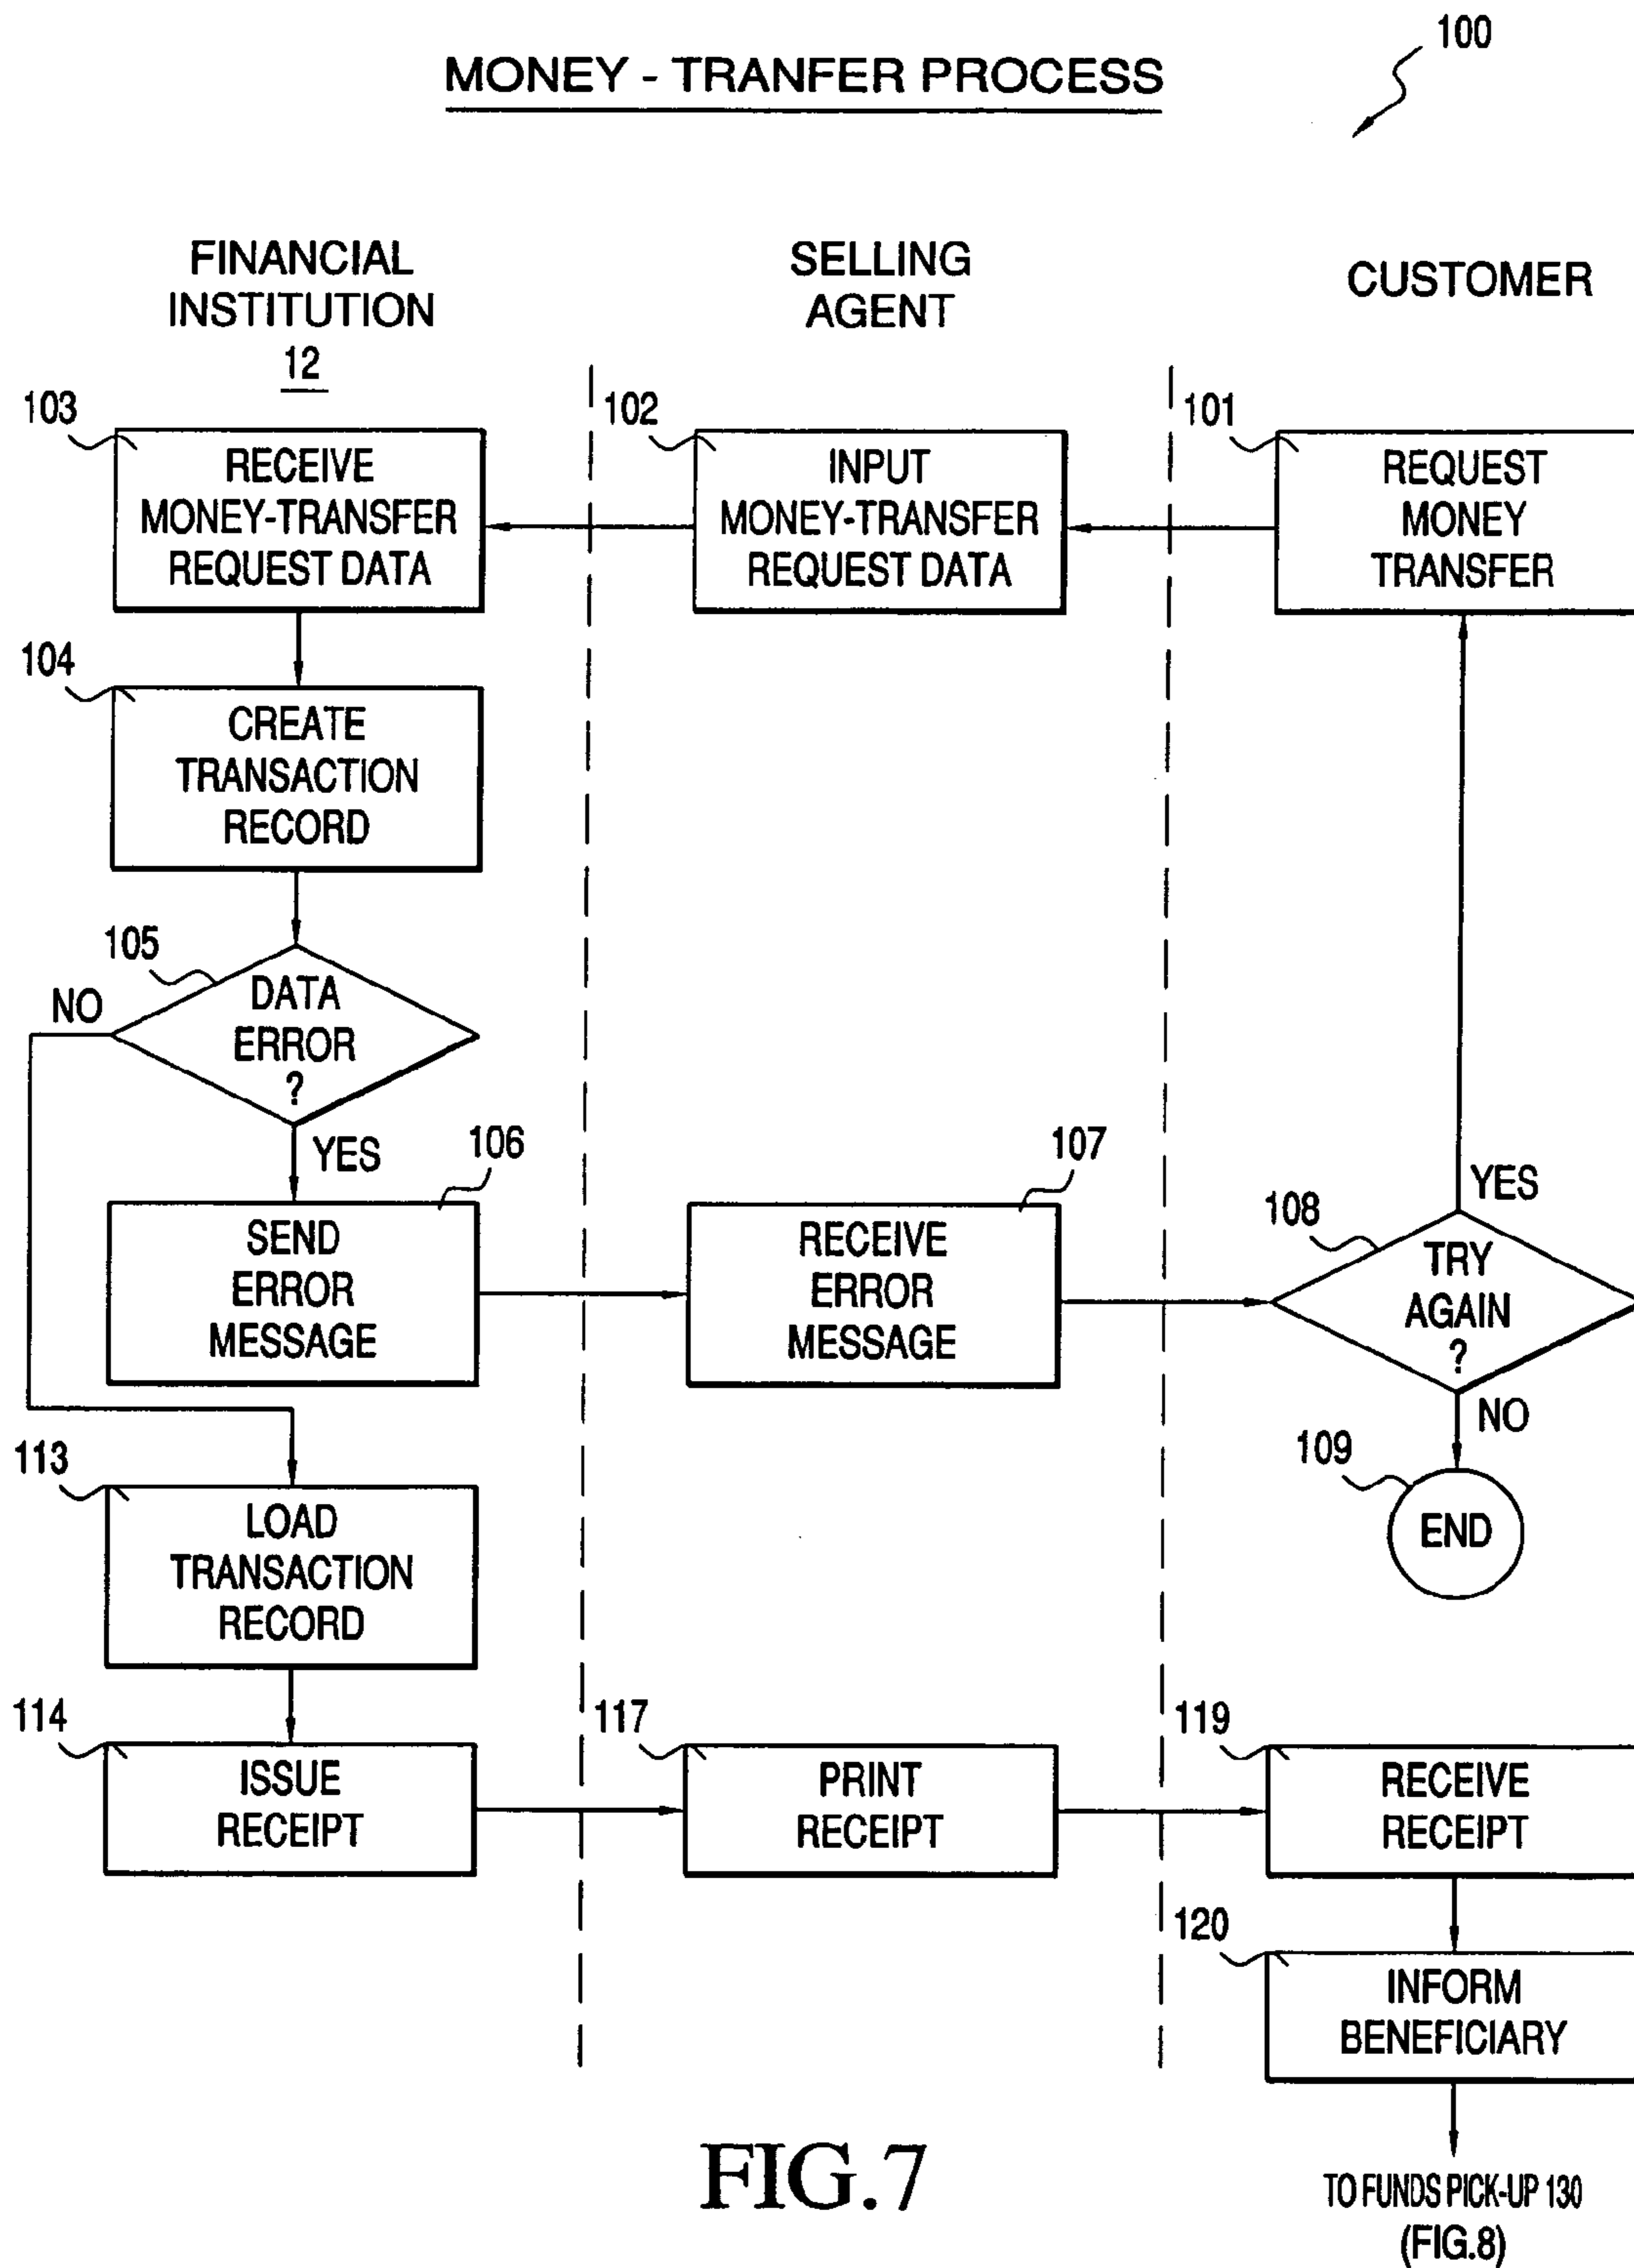 100
MONEY - TRANFER PROCESS
FINANCIAL
INSTITUTION
12
SELLING
AGENT
CUSTOMER
103
RECEIVE
MONEY-TRANSFER
REQUEST DATA
102
INPUT
MONEY-TRANSFER
REQUEST DATA
101
REQUEST
MONEY
TRANSFER
104
CREATE
TRANSACTION
RECORD
105
DATA
ERROR
?
NO
YES
106
SEND
ERROR
MESSAGE
107
RECEIVE
ERROR
MESSAGE
108
TRY
AGAIN
?
YES
NO
109
END
113
LOAD
TRANSACTION
RECORD
114
ISSUE
RECEIPT
117
PRINT
RECEIPT
119
RECEIVE
RECEIPT
120
INFORM
BENEFICIARY
TO FUNDS PICK-UP 130
(FIG.8)
FIG.7